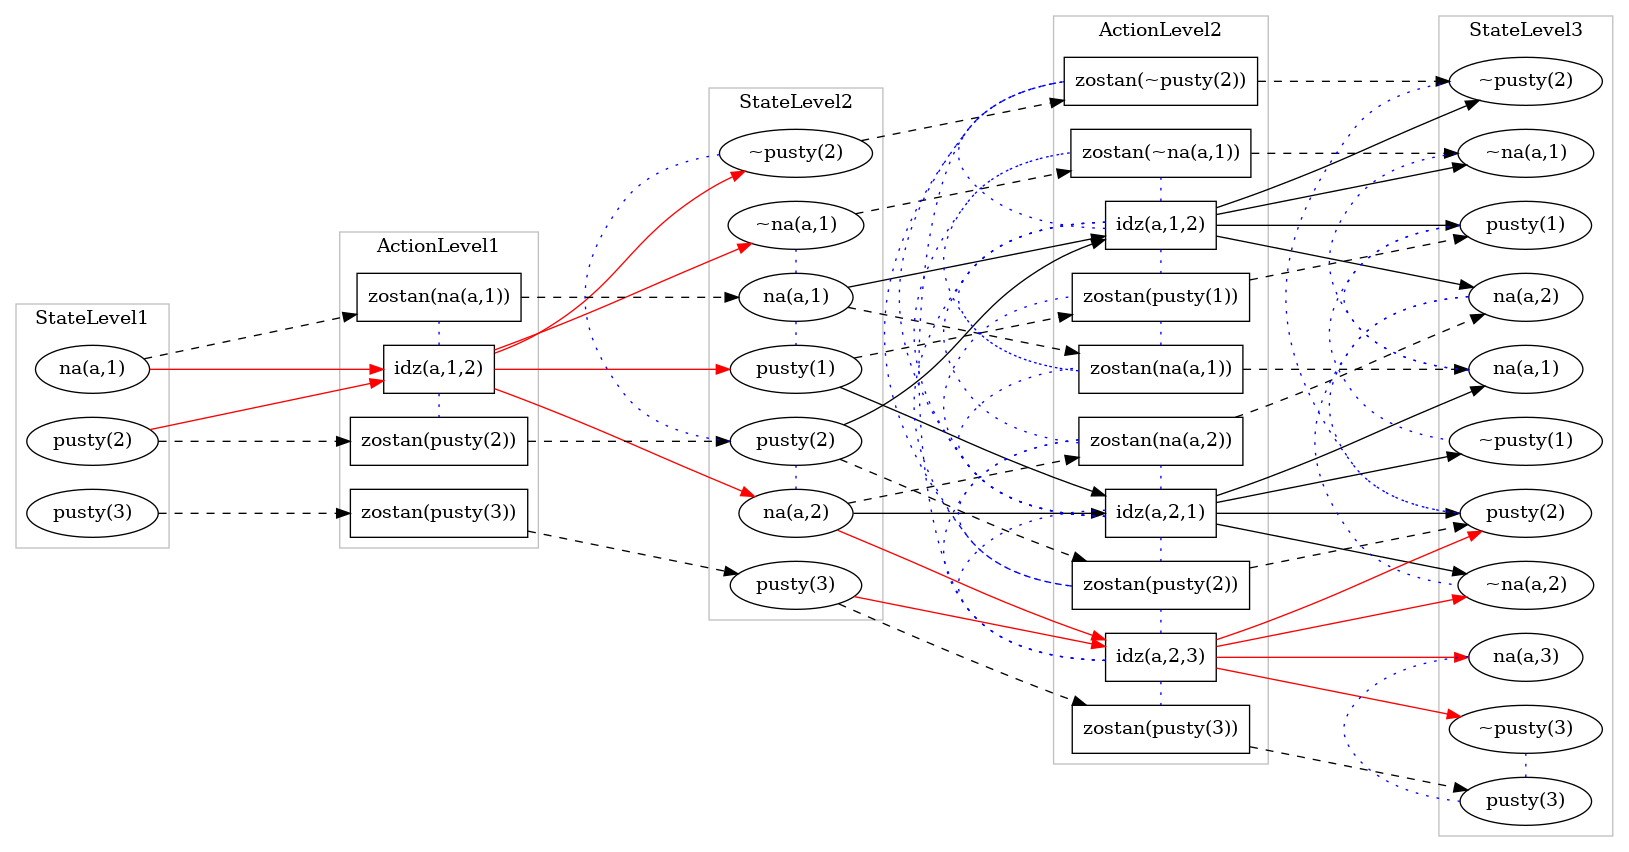 StateLevel1
na(a,1)
pusty(2)
pusty(3)
ActionLevel1
zostan(na(a,1))
idz(a,1,2)
zostan(pusty(2))
zostan(pusty(3))
StateLevel2
~pusty(2)
~na(a,1)
na(a,1)
pusty(1)
pusty(2)
na(a,2)
pusty(3)
ActionLevel2
zostan(~pusty(2))
zostan(~na(a,1))
idz(a,1,2)
zostan(pusty(1))
zostan(na(a,1))
zostan(na(a,2))
idz(a,2,1)
zostan(pusty(2))
idz(a,2,3)
zostan(pusty(3))
StateLevel3
~pusty(2)
~na(a,1)
pusty(1)
na(a,2)
na(a,1)
~pusty(1)
pusty(2)
~na(a,2)
na(a,3)
~pusty(3)
pusty(3)